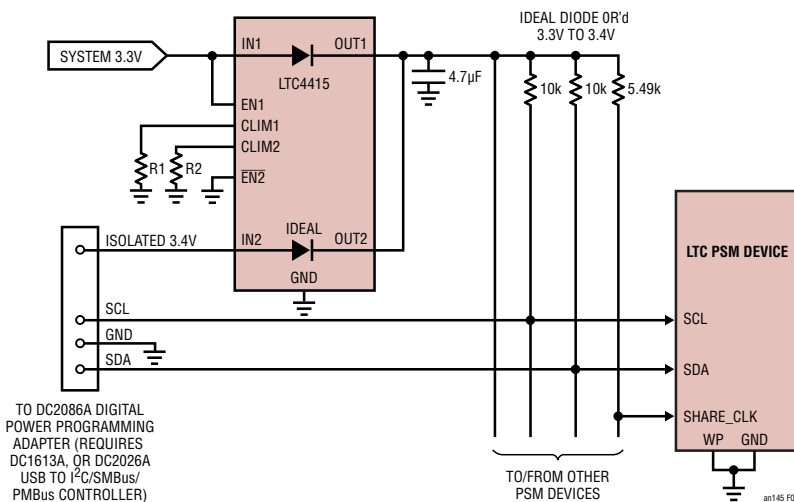 IDEAL DIODE OR'd
3.3V TO 3.4V
SYSTEM 3.3V
IN1
OUT1
LTC4415
4.7µF
10k
10k
5.49k
EN1
CLIM1
CLIM2
R1
R2
EN2
ISOLATED 3.4V
IN2
IDEAL
OUT2
GND
LTC PSM DEVICE
SCL
SCL
GND
SDA
SDA
SHARE_CLK
WP
GND
TO DC2086A DIGITAL
POWER PROGRAMMING
ADAPTER (REQUIRES
DC1613A, OR DC2026A
USB TO I²C/SMBus/
PMBus CONTROLLER)
TO/FROM OTHER
PSM DEVICES